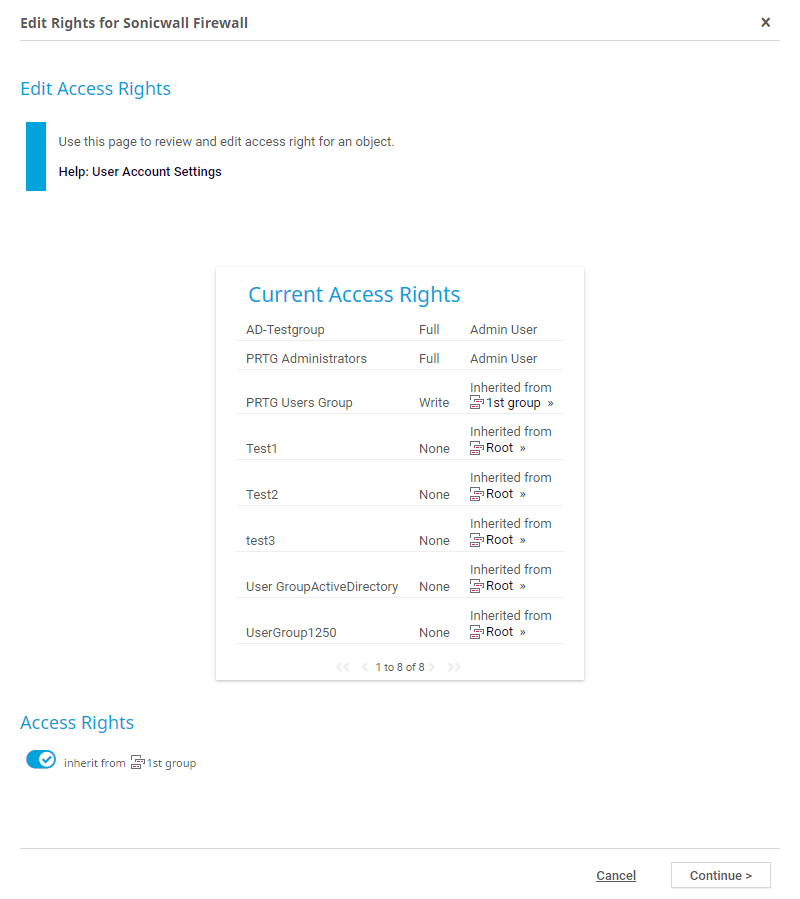 Edit Rights for Sonicwall Firewall
×
Edit Access Rights
Use this page to review and edit access right for an object.
Help: User Account Settings
Current Access Rights
AD-Testgroup Full Admin User
PRTG Administrators Full Admin User
Inherited from
PRTG Users Group Write 1st group »
Inherited from
Test1 None Root »
Inherited from
Test2 None Root »
Inherited from
test3 None Root »
Inherited from
User GroupActiveDirectory None Root »
Inherited from
UserGroup1250 None Root »
<< < 1 to 8 of 8 > >>
Access Rights
inherit from 1st group
Cancel Continue >